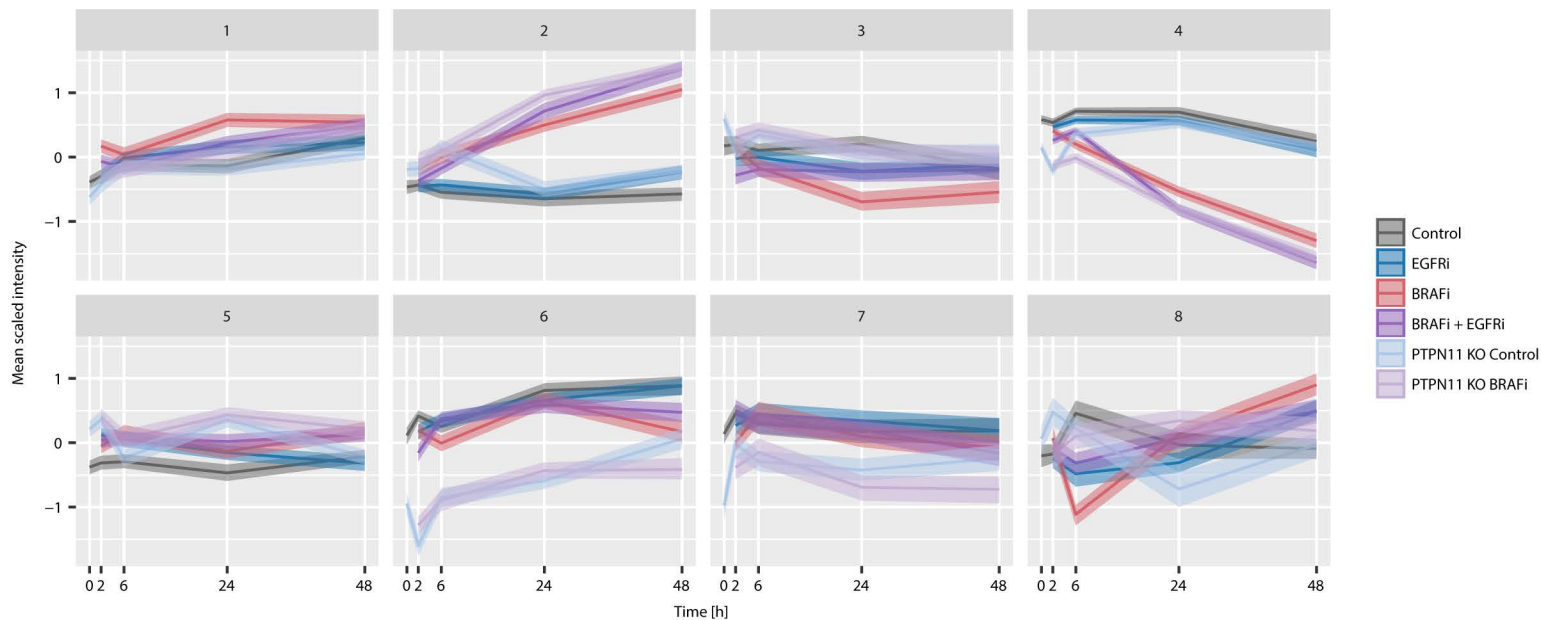 1 2 3 4
1
0
−1
5 6 7 8
1
0
−1
0 2 6 24 48 0 2 6 24 48 0 2 6 24 48 0 2 6 24 48
Time [h]
Mean scaled intensity
Control
EGFRi
BRAFi
BRAFi + EGFRi
PTPN11 KO Control
PTPN11 KO BRAFi